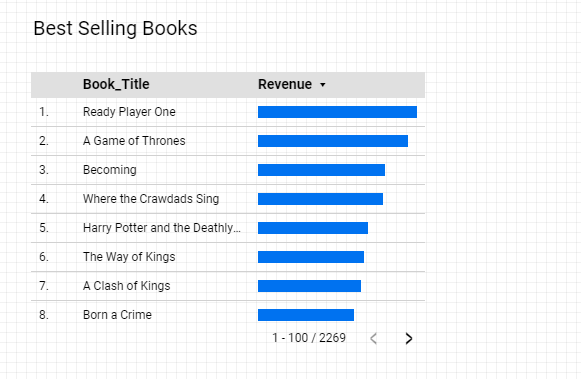 Best Selling Books
Book_Title Revenue
1. Ready Player One
2. A Game of Thrones
3. Becoming
4. Where the Crawdads Sing
5. Harry Potter and the Deathly...
6. The Way of Kings
7. A Clash of Kings
8. Born a Crime
1 - 100 / 2269